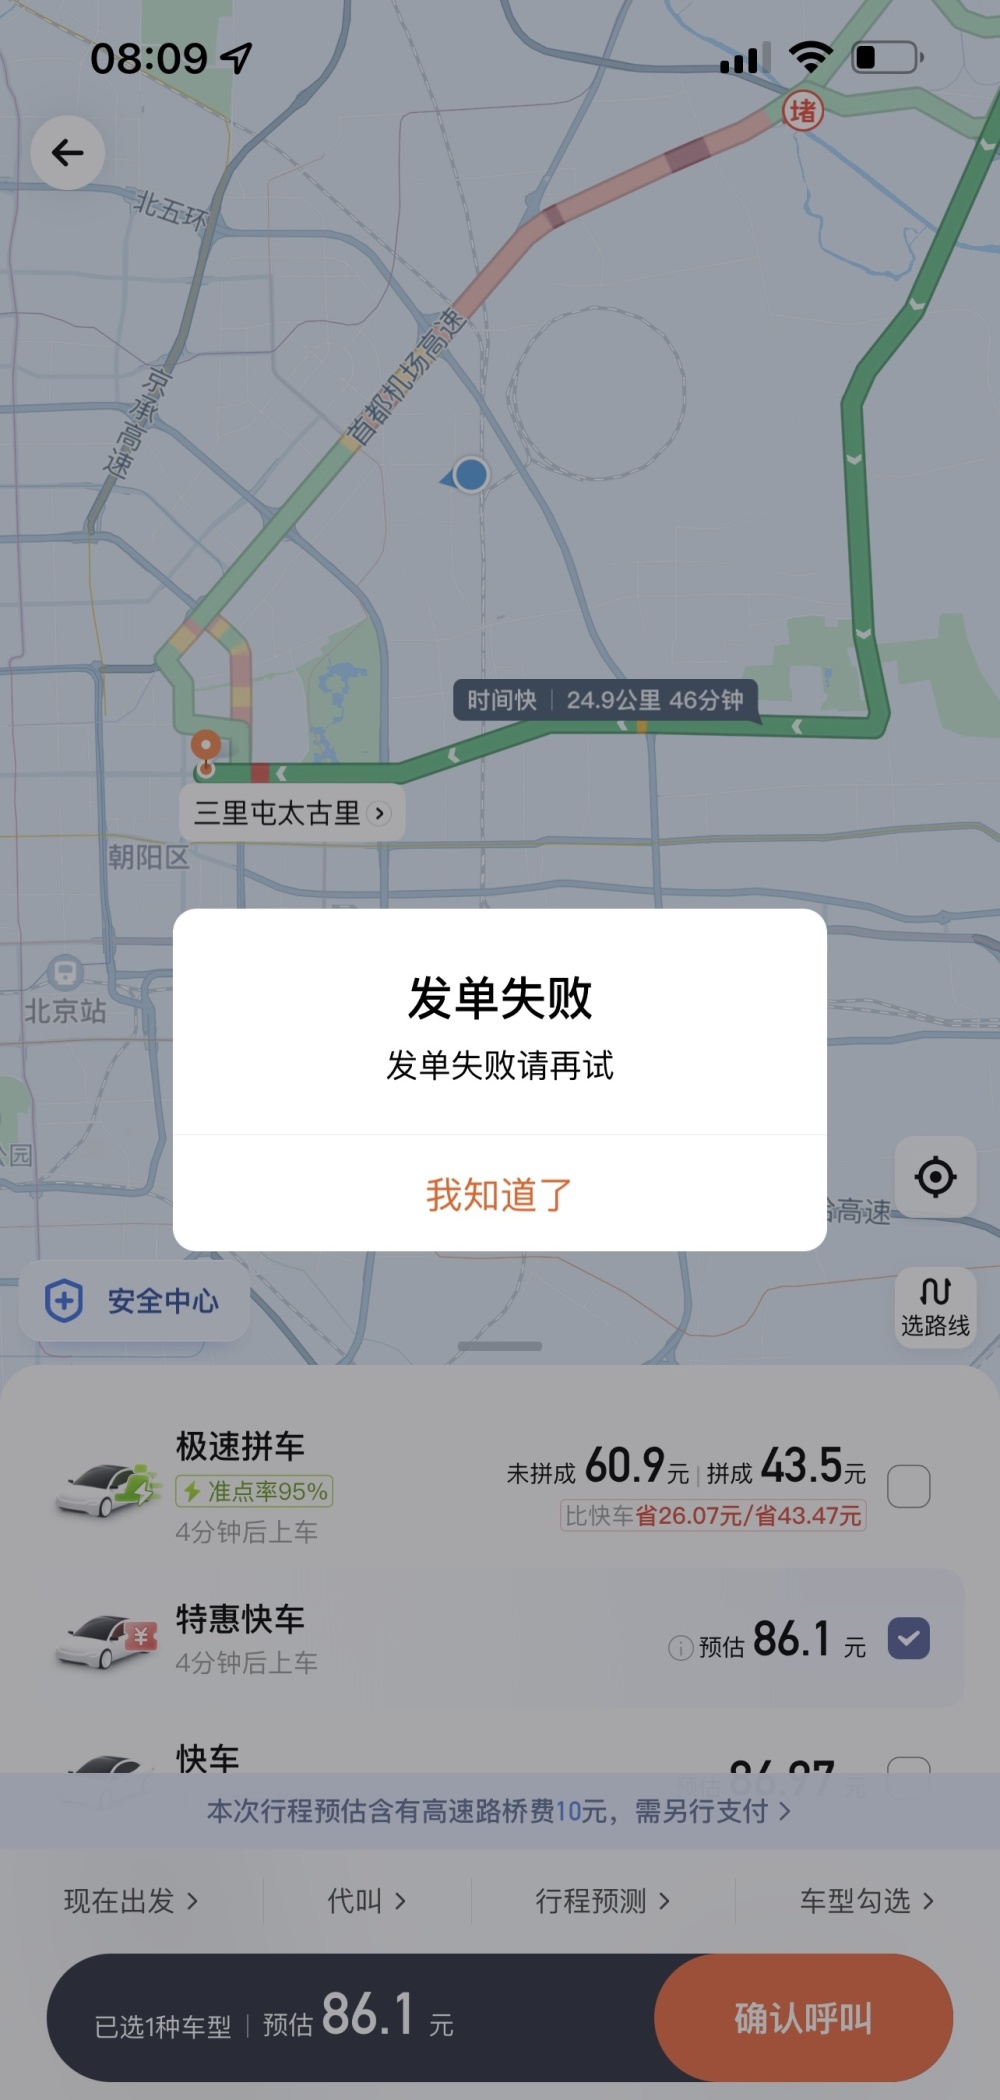 08:09
堵
北五环
首都机场高速
京承高速
时间快 24.9公里 46分钟
三里屯太古里
朝阳区
北京站
发单失败
发单失败请再试
公园
我知道了
高速
安全中心
选路线
极速拼车
未拼成 60.9元 拼成 43.5元
准点率95%
比快车省26.07元/省43.47元
4分钟后上车
特惠快车
预估 86.1 元
4分钟后上车
快车
预估 86.97 元
本次行程预估含有高速路桥费10元，需另行支付
现在出发 代叫 行程预测 车型勾选
已选1种车型 预估 86.1 元
确认呼叫